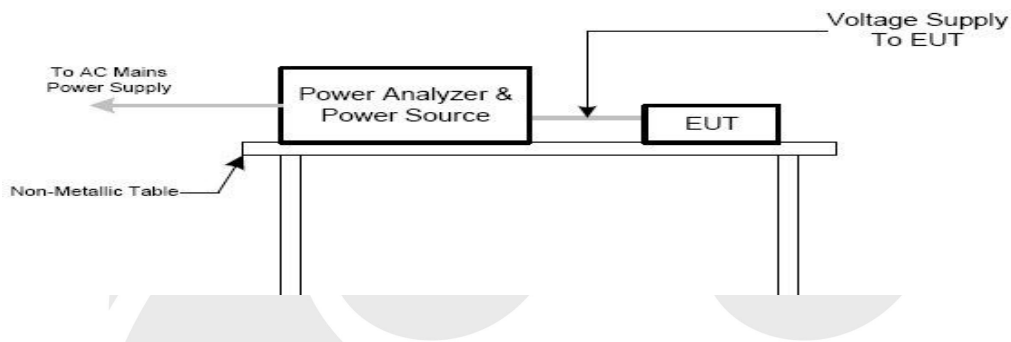 Voltage Supply
To EUT
To AC Mains
Power Supply
Power Analyzer &
Power Source
EUT
Non-Metallic Table